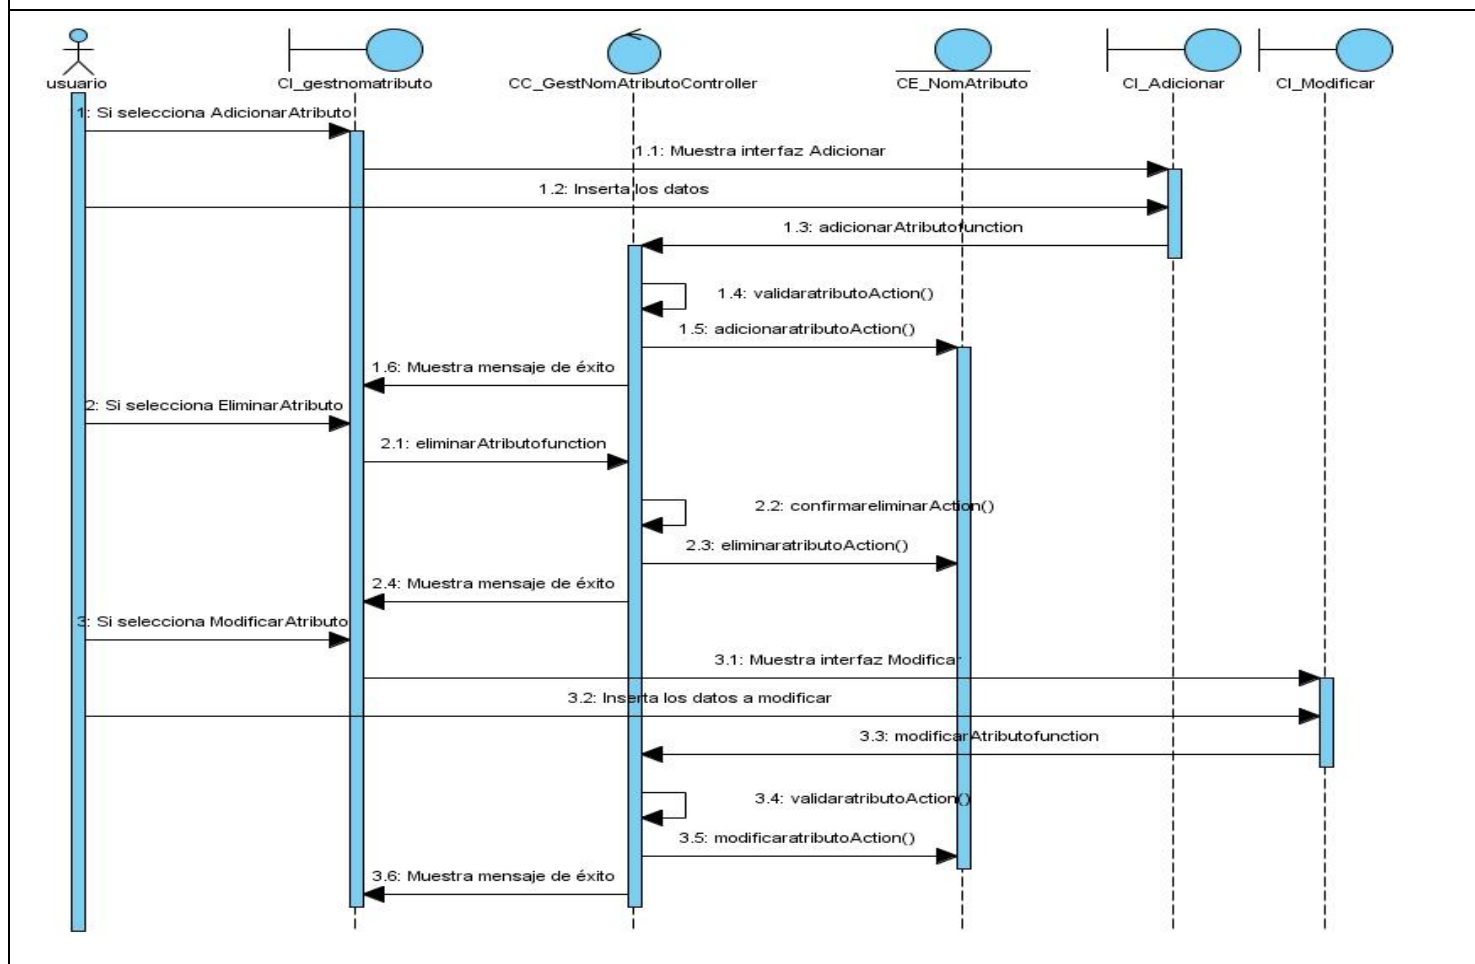 usuario
CI_gestnomatributo
CC_GestNomAtributoController
CE_NomAtributo
CI_Adicionar
CI_Modificar
1: Si selecciona AdicionarAtributo
1.1: Muestra interfaz Adicionar
1.2: Inserta los datos
1.3: adicionarAtributofunction
1.4: validaratributoAction()
1.5: adicionaratributoAction()
1.6: Muestra mensaje de éxito
2: Si selecciona EliminarAtributo
2.1: eliminarAtributofunction
2.2: confirmareliminarAction()
2.3: eliminaratributoAction()
2.4: Muestra mensaje de éxito
3: Si selecciona ModificarAtributo
3.1: Muestra interfaz Modificar
3.2: Inserta los datos a modificar
3.3: modificarAtributofunction
3.4: validaratributoAction()
3.5: modificaratributoAction()
3.6: Muestra mensaje de éxito